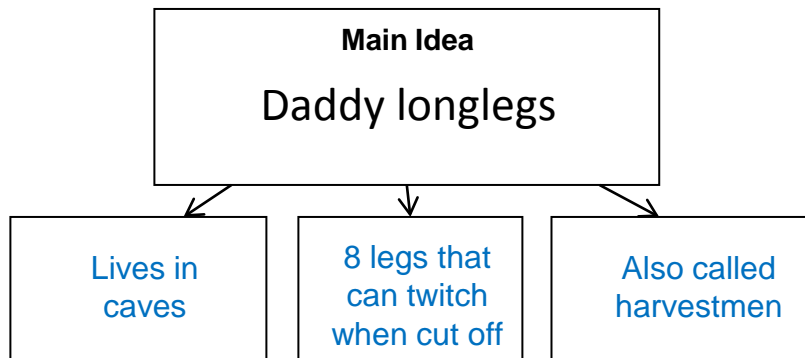 Main Idea
Daddy longlegs
Lives in
caves
8 legs that
can twitch
when cut off
Also called
harvestmen